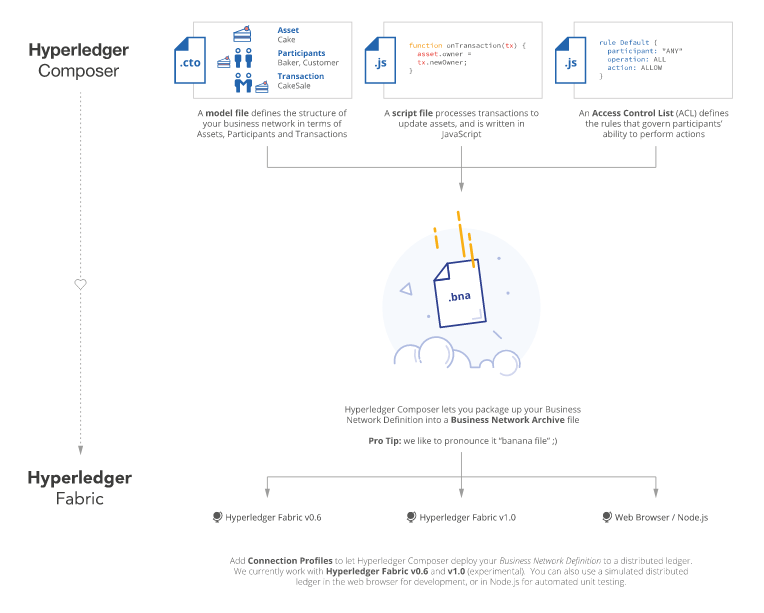 Hyperledger
Composer
.cto
Asset
Cake
Participants
Baker, Customer
Transaction
CakeSale
.js
function onTransaction(tx) {
asset.owner =
tx.newOwner;
}
.js
rule Default {
participant: "ANY"
operation: ALL
action: ALLOW
}
A model file defines the structure of
your business network in terms of
Assets, Participants and Transactions
A script file processes transactions to
update assets, and is written in
JavaScript
An Access Control List (ACL) defines
the rules that govern participants'
ability to perform actions
.bna
Hyperledger Composer lets you package up your Business
Network Definition into a Business Network Archive file
Pro Tip: we like to pronounce it "banana file" ;)
Hyperledger
Fabric
Hyperledger Fabric v0.6
Hyperledger Fabric v1.0
Web Browser / Node.js
Add Connection Profiles to let Hyperledger Composer deploy your Business Network Definition to a distributed ledger.
We currently work with Hyperledger Fabric v0.6 and v1.0 (experimental). You can also use a simulated distributed
ledger in the web browser for development, or in Node.js for automated unit testing.